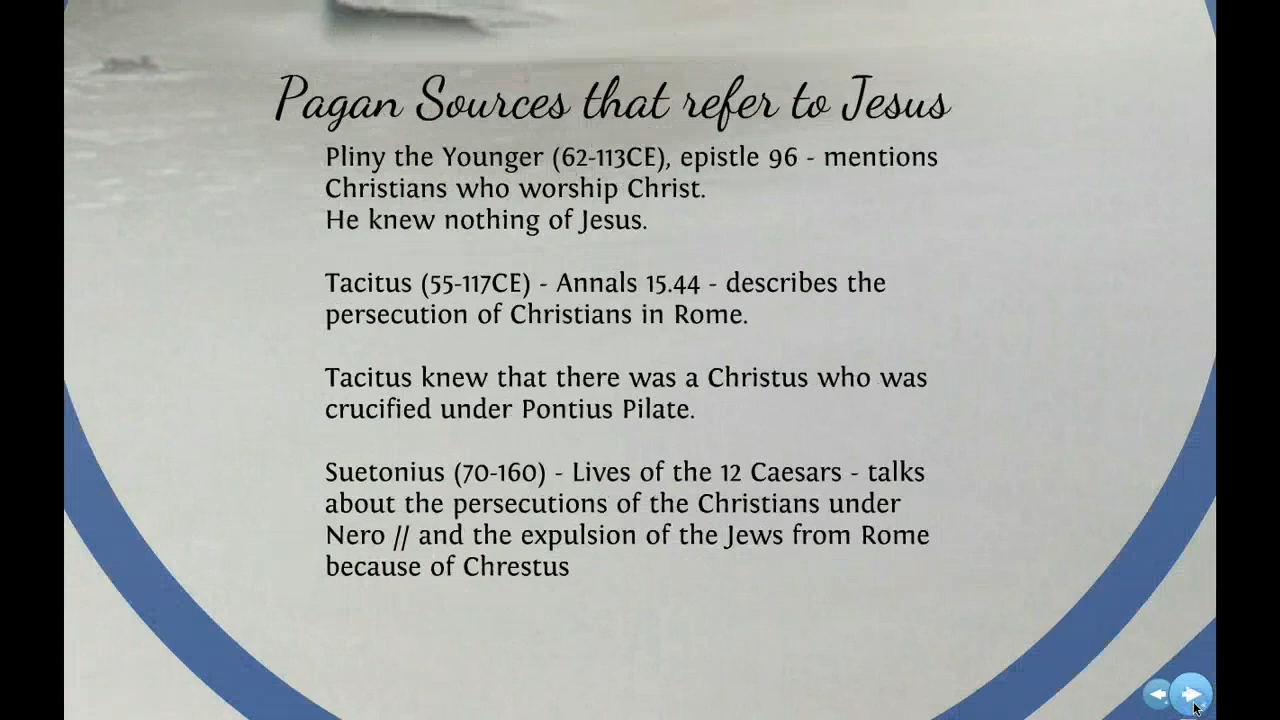 Pagan Sources that refer to Jesus
Pliny the Younger (62-113CE), epistle 96 - mentions
Christians who worship Christ.
He knew nothing of Jesus.
Tacitus (55-117CE) - Annals 15.44 - describes the
persecution of Christians in Rome.
Tacitus knew that there was a Christus who was
crucified under Pontius Pilate.
Suetonius (70-160) - Lives of the 12 Caesars - talks
about the persecutions of the Christians under
Nero // and the expulsion of the Jews from Rome
because of Chrestus